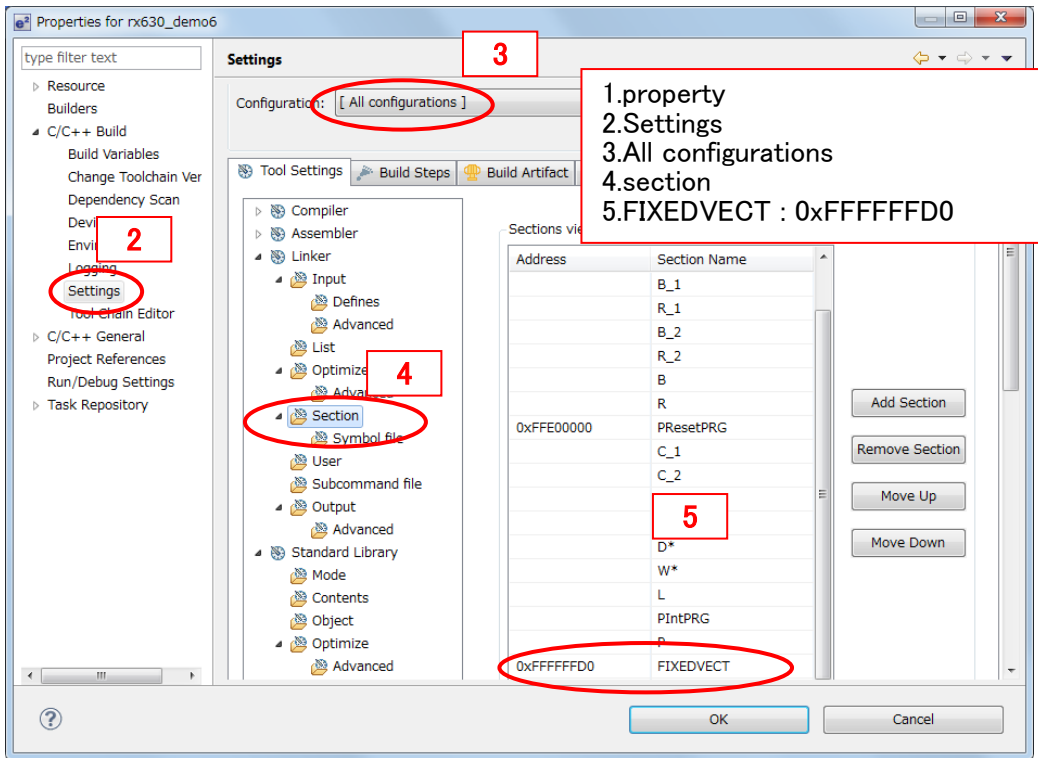 e² Properties for rx630_demo6
type filter text
Resource
Builders
C/C++ Build
Build Variables
Change Toolchain Ver
Dependency Scan
Logging
Settings
Tool Chain Editor
C/C++ General
Project References
Run/Debug Settings
Task Repository
2
Settings
3
Configuration: [ All configurations ]
1.property
2.Settings
3.All configurations
4.section
5.FIXEDVECT : 0xFFFFFFD0
Tool Settings Build Steps Build Artifact
Compiler
Assembler
Linker
Input
Defines
Advanced
List
Optimize
Advanced
4
Section
Symbol file
User
Subcommand file
Output
Advanced
Standard Library
Mode
Contents
Object
Optimize
Advanced
Address Section Name
B_1
R_1
B_2
R_2
B
R
0xFFE00000 PResetPRG
C_1
C_2
5
D*
W*
L
PIntPRG
P
0xFFFFFFD0 FIXEDVECT
Add Section
Remove Section
Move Up
Move Down
OK Cancel